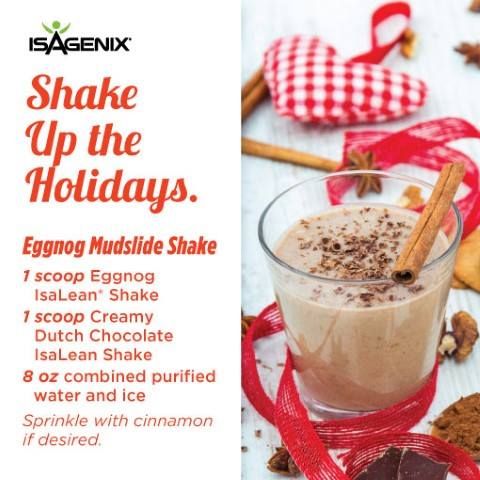 ISAGENIX®
Shake
Up the
Holidays.
Eggnog Mudslide Shake
1 scoop Eggnog
IsaLean® Shake
1 scoop Creamy
Dutch Chocolate
IsaLean Shake
8 oz combined purified
water and ice
Sprinkle with cinnamon
if desired.